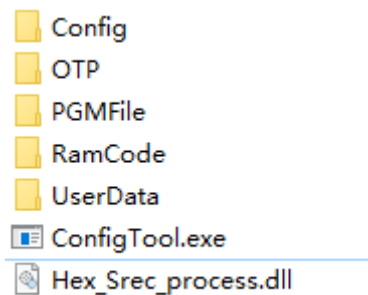 Config
OTP
PGMFile
RamCode
UserData
ConfigTool.exe
Hex_Srec_process.dll